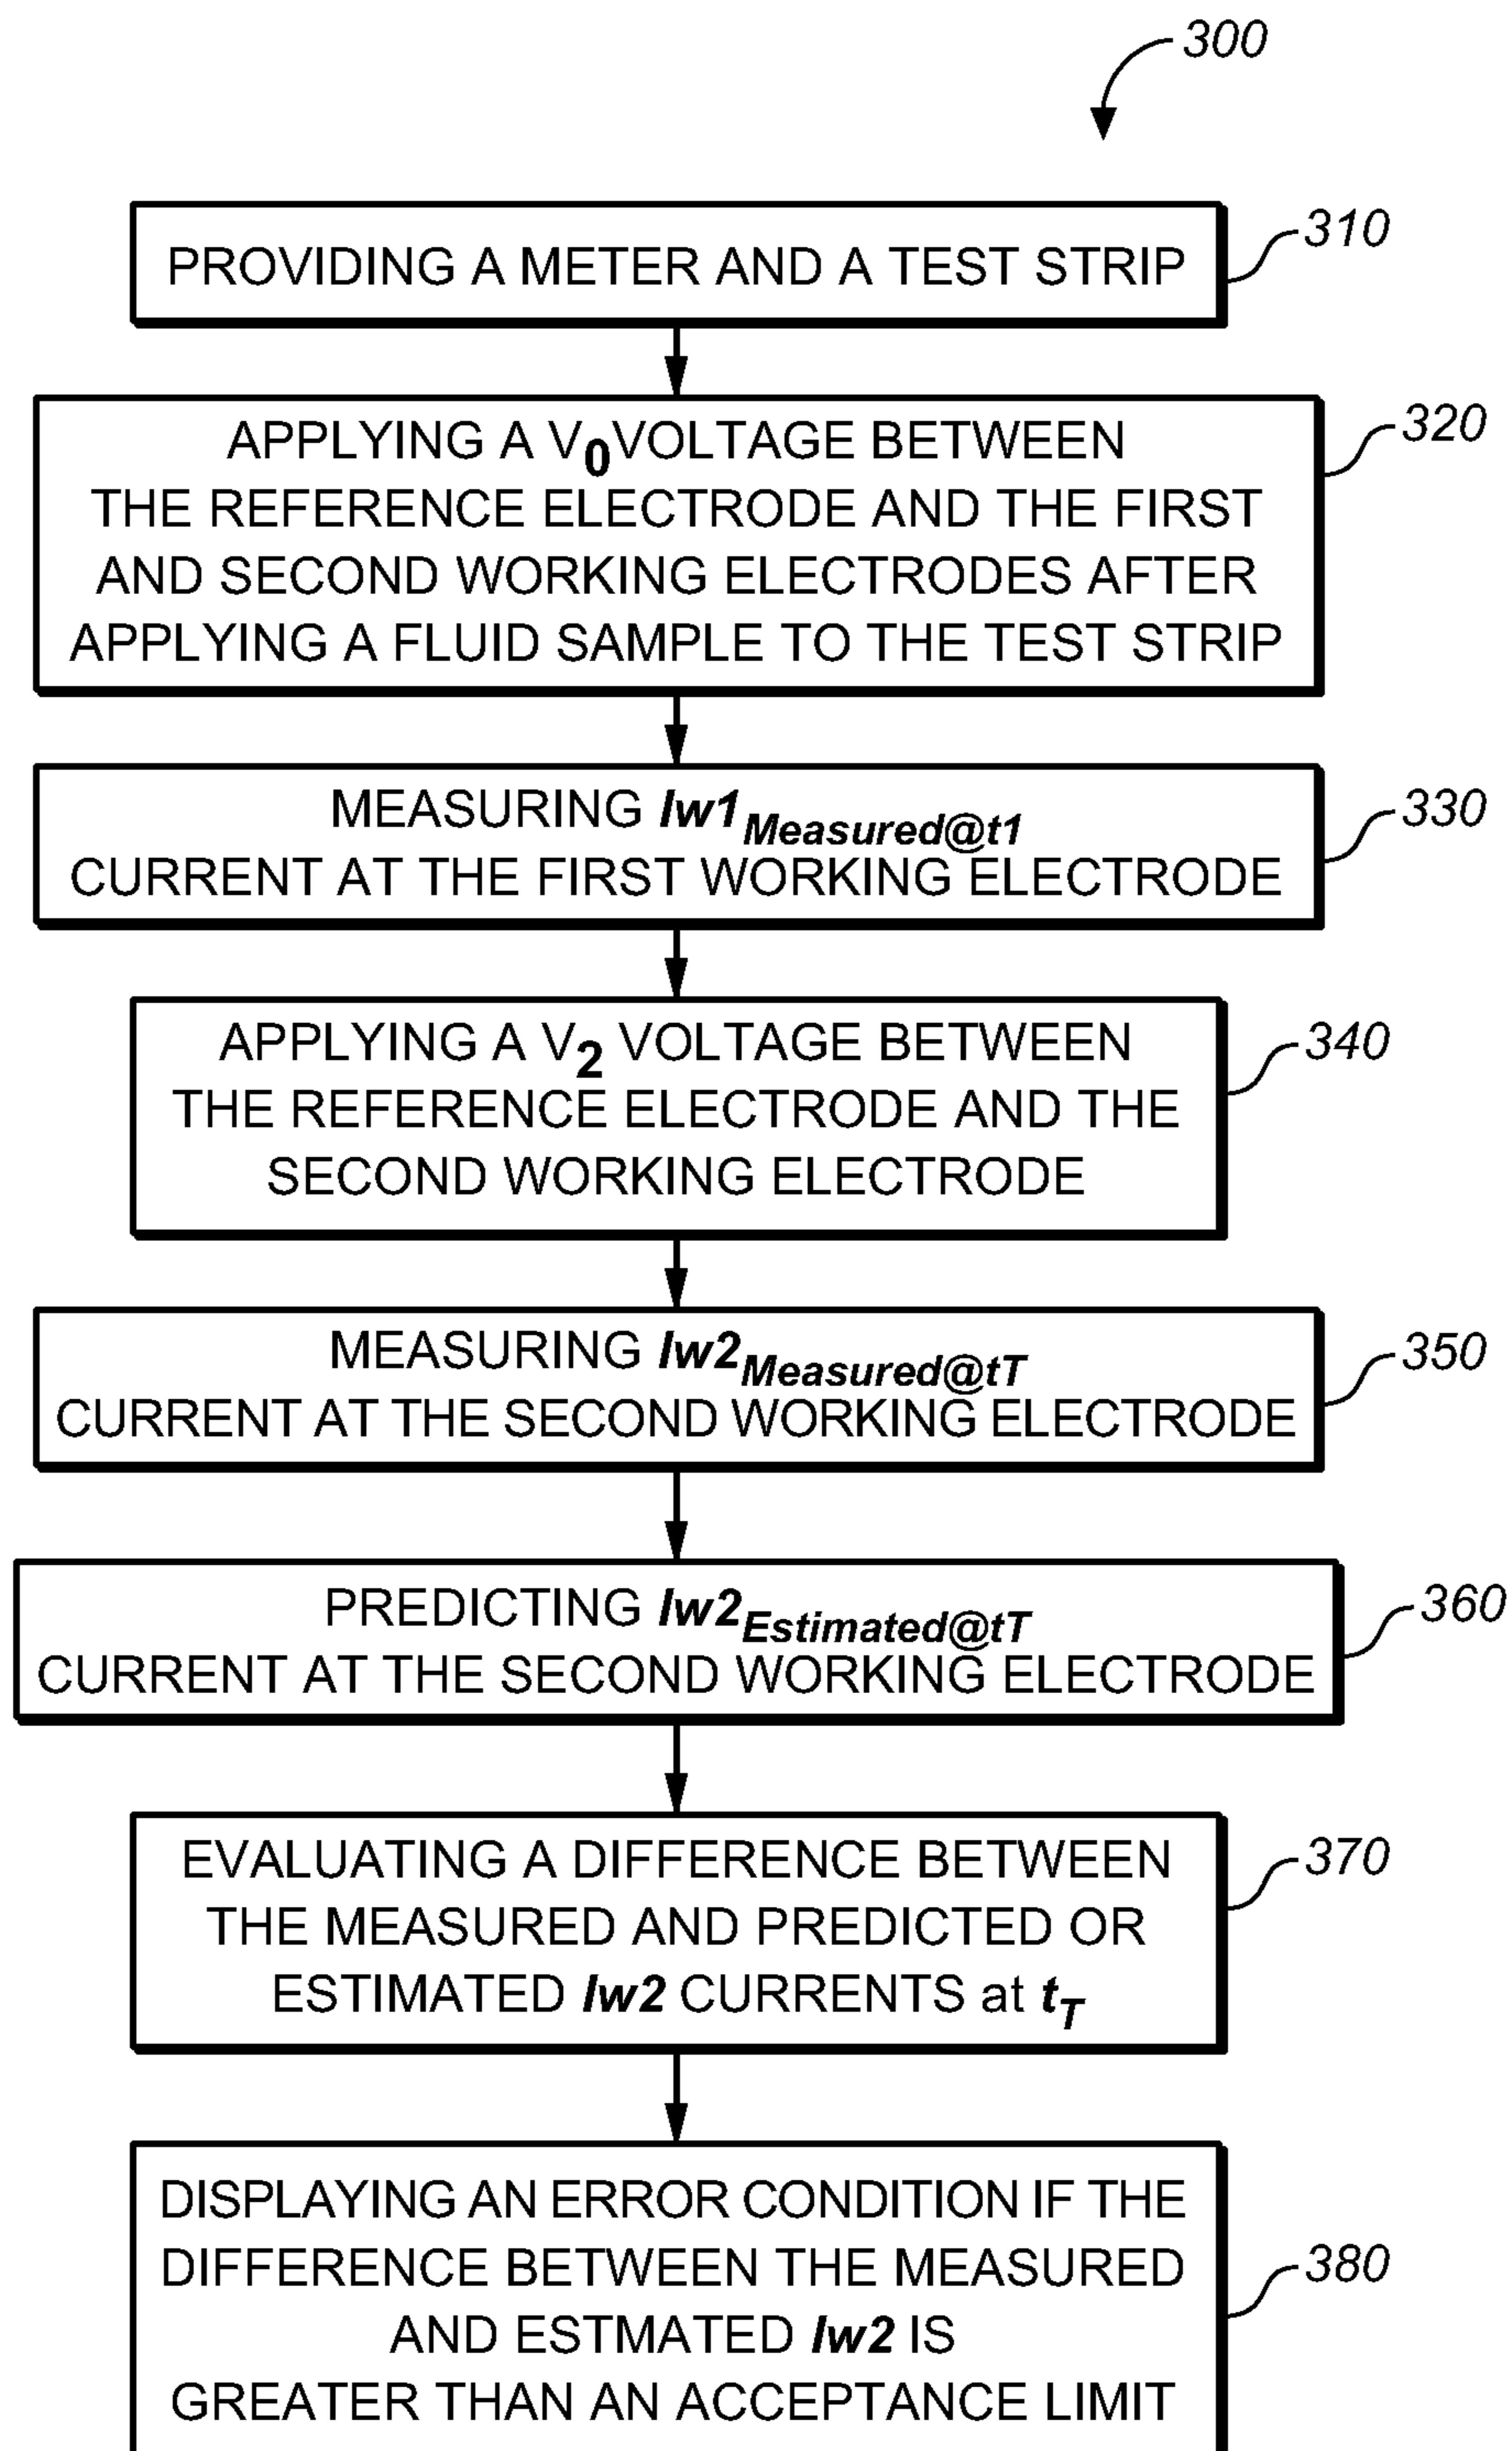 300
310
PROVIDING A METER AND A TEST STRIP
320
APPLYING A V0 VOLTAGE BETWEEN
THE REFERENCE ELECTRODE AND THE FIRST
AND SECOND WORKING ELECTRODES AFTER
APPLYING A FLUID SAMPLE TO THE TEST STRIP
330
MEASURING Iw1Measured@t1
CURRENT AT THE FIRST WORKING ELECTRODE
340
APPLYING A V2 VOLTAGE BETWEEN
THE REFERENCE ELECTRODE AND THE
SECOND WORKING ELECTRODE
350
MEASURING Iw2Measured@tT
CURRENT AT THE SECOND WORKING ELECTRODE
360
PREDICTING Iw2Estimated@tT
CURRENT AT THE SECOND WORKING ELECTRODE
370
EVALUATING A DIFFERENCE BETWEEN
THE MEASURED AND PREDICTED OR
ESTIMATED Iw2 CURRENTS at tT
380
DISPLAYING AN ERROR CONDITION IF THE
DIFFERENCE BETWEEN THE MEASURED
AND ESTMATED Iw2 IS
GREATER THAN AN ACCEPTANCE LIMIT